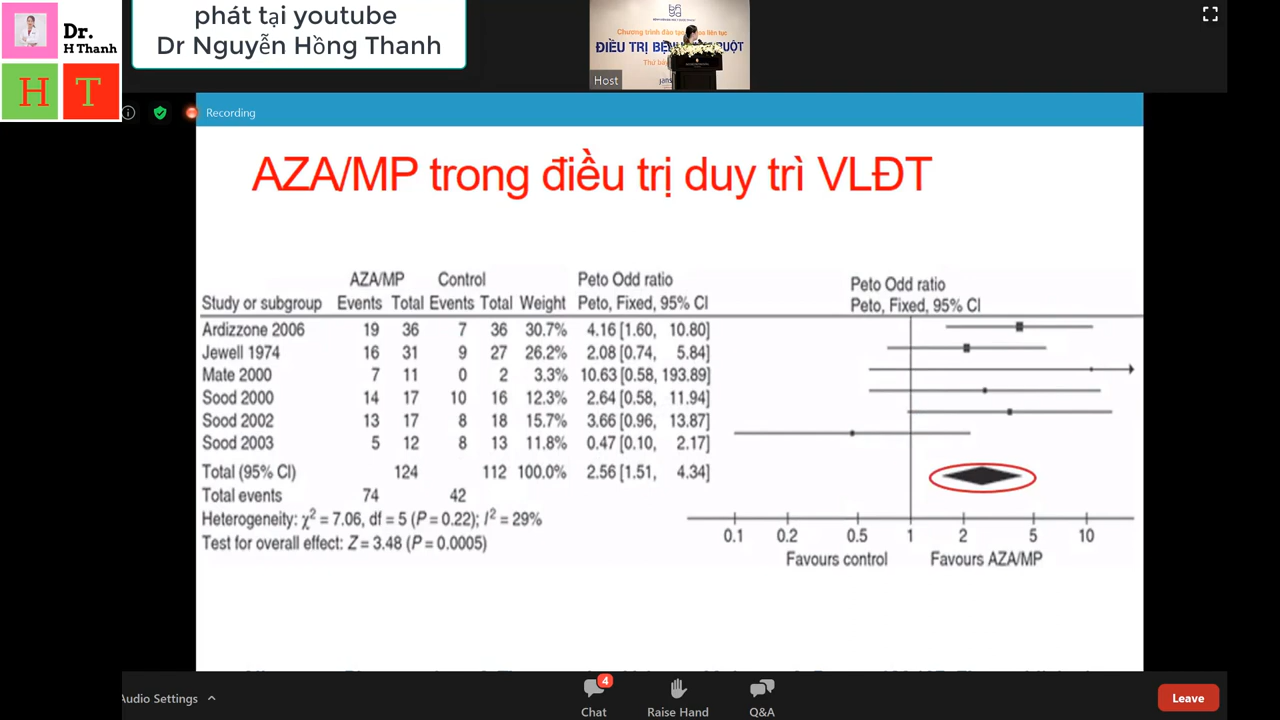 phát tại youtube
Dr Nguyễn Hồng Thanh
Dr.
H Thanh
H T
Chương trình đào tạo liên tục
Host
Recording
AZA/MP trong điều trị duy trì VLĐT
AZA/MP Control Peto Odd ratio Peto Odd ratio
Study or subgroup Events Total Events Total Weight Peto, Fixed, 95% CI Peto, Fixed, 95% CI
Ardizzone 2006 19 36 7 36 30.7% 4.16 [1.60, 10.80]
Jewell 1974 16 31 9 27 26.2% 2.08 [0.74, 5.84]
Mate 2000 7 11 0 2 3.3% 10.63 [0.58, 193.89]
Sood 2000 14 17 10 16 12.3% 2.64 [0.58, 11.94]
Sood 2002 13 17 8 18 15.7% 3.66 [0.96, 13.87]
Sood 2003 5 12 8 13 11.8% 0.47 [0.10, 2.17]
Total (95% CI) 124 112 100.0% 2.56 [1.51, 4.34]
Total events 74 42
Heterogeneity: χ² = 7.06, df = 5 (P = 0.22); I² = 29%
Test for overall effect: Z = 3.48 (P = 0.0005)
0.1 0.2 0.5 1 2 5 10
Favours control Favours AZA/MP
Audio Settings
4
Chat
Raise Hand
Q&A
Leave